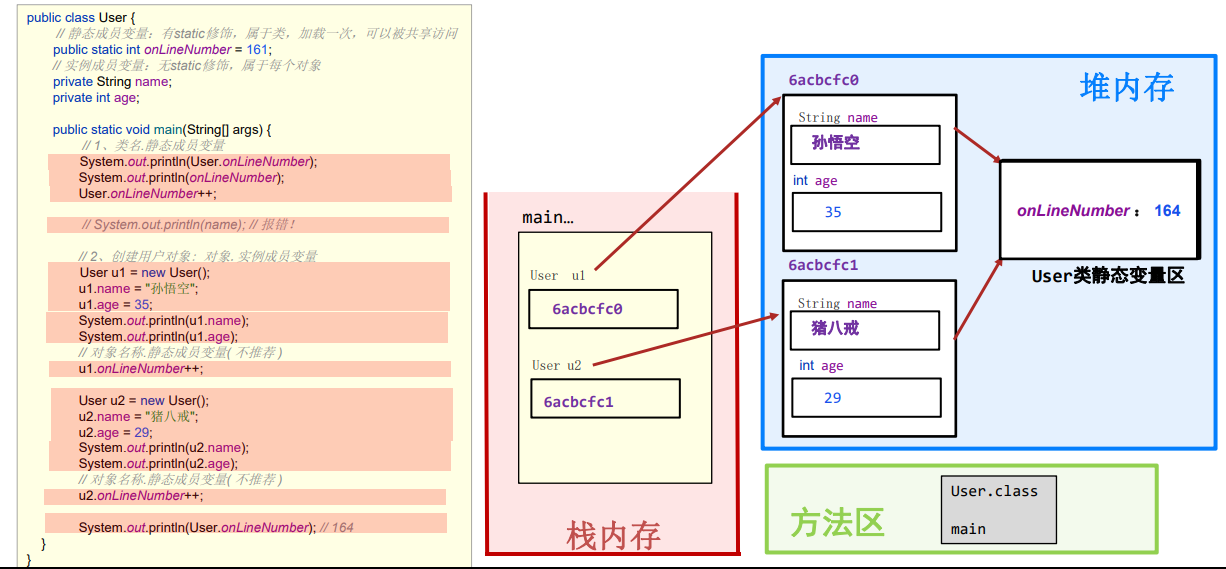 public class User {
// 静态成员变量：有static修饰，属于类，加载一次，可以被共享访问
public static int onLineNumber = 161;
// 实例成员变量：无static修饰，属于每个对象
private String name;
private int age;
public static void main(String[] args) {
// 1、类名.静态成员变量
System.out.println(User.onLineNumber);
System.out.println(onLineNumber);
User.onLineNumber++;
// System.out.println(name); // 报错！
// 2、创建用户对象：对象.实例成员变量
User u1 = new User();
u1.name = "孙悟空";
u1.age = 35;
System.out.println(u1.name);
System.out.println(u1.age);
// 对象名称.静态成员变量( 不推荐 )
u1.onLineNumber++;
User u2 = new User();
u2.name = "猪八戒";
u2.age = 29;
System.out.println(u2.name);
System.out.println(u2.age);
// 对象名称.静态成员变量( 不推荐 )
u2.onLineNumber++;
System.out.println(User.onLineNumber); // 164
}
}
main…
User u1
6acbcfc0
User u2
6acbcfc1
栈内存
堆内存
6acbcfc0
String name
孙悟空
int age
35
6acbcfc1
String name
猪八戒
int age
29
onLineNumber： 164
User类静态变量区
方法区
User.class
main